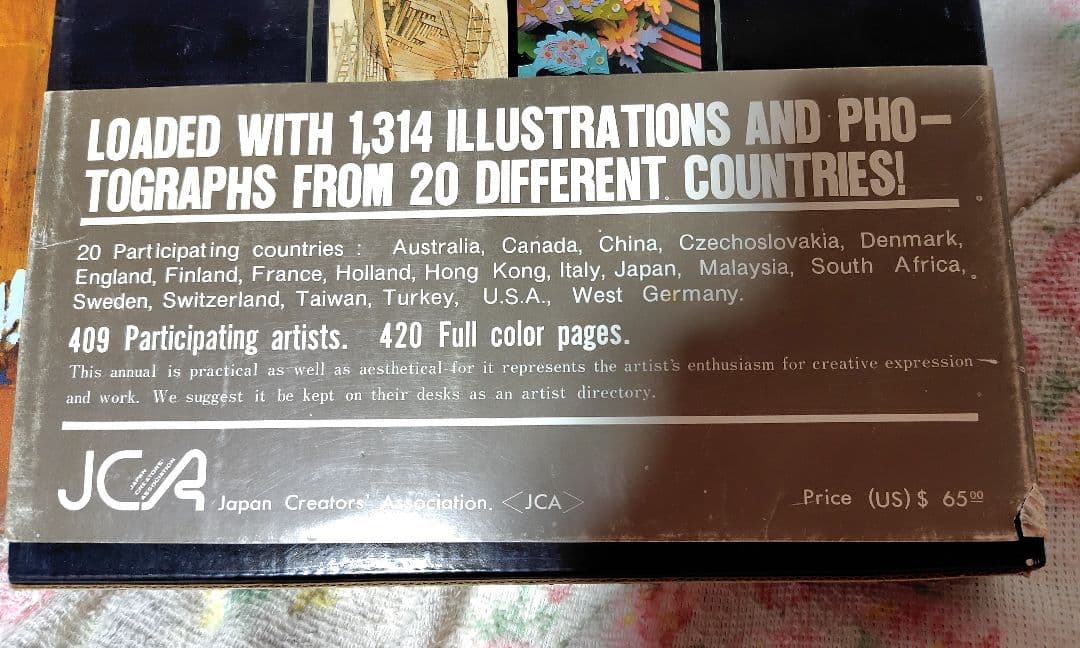 LOADED WITH 1,314 ILLUSTRATIONS AND PHO-
TOGRAPHS FROM 20 DIFFERENT COUNTRIES!
20 Participating countries : Australia, Canada, China, Czechoslovakia, Denmark,
England, Finland, France, Holland, Hong Kong, Italy, Japan, Malaysia, South Africa,
Sweden, Switzerland, Taiwan, Turkey, U.S.A., West Germany.
409 Participating artists. 420 Full color pages.
This annual is practical as well as aesthetical for it represents the artist's enthusiasm for creative expression
and work. We suggest it be kept on their desks as an artist directory.
JCA
JAPAN
CREATORS'
ASSOCIATION
Japan Creators' Association. <JCA>
Price (US) $ 65⁰⁰